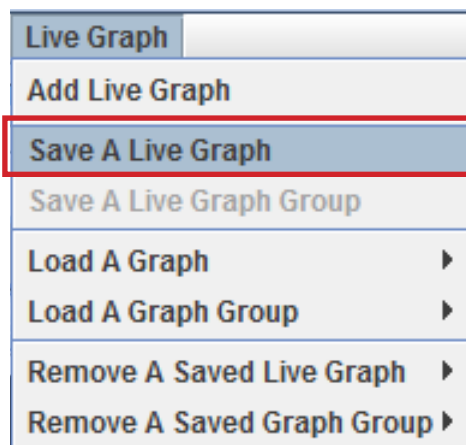 Live Graph
Add Live Graph
Save A Live Graph
Save A Live Graph Group
Load A Graph
Load A Graph Group
Remove A Saved Live Graph
Remove A Saved Graph Group